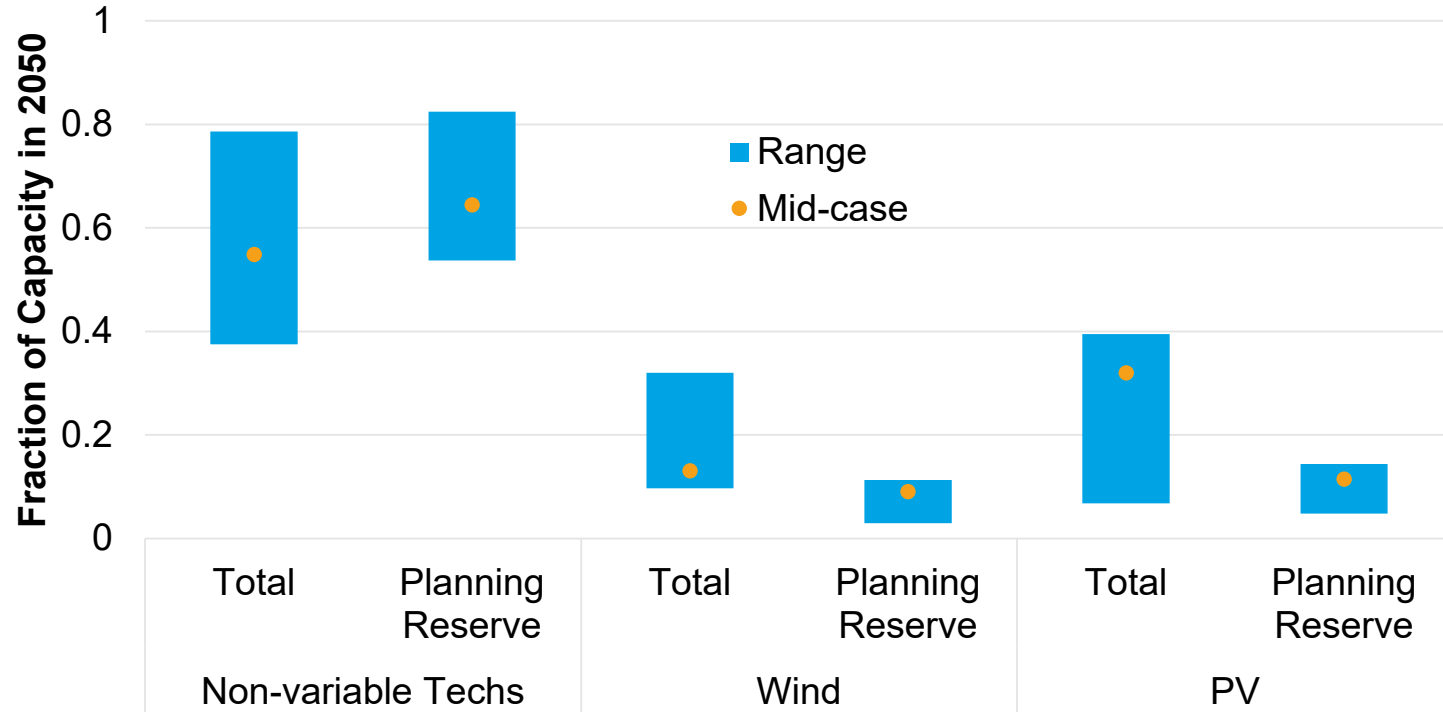 Fraction of Capacity in 2050
1
0.8
0.6
0.4
0.2
0
Range
Mid-case
Total
Planning
Reserve
Total
Planning
Reserve
Total
Planning
Reserve
Non-variable Techs
Wind
PV